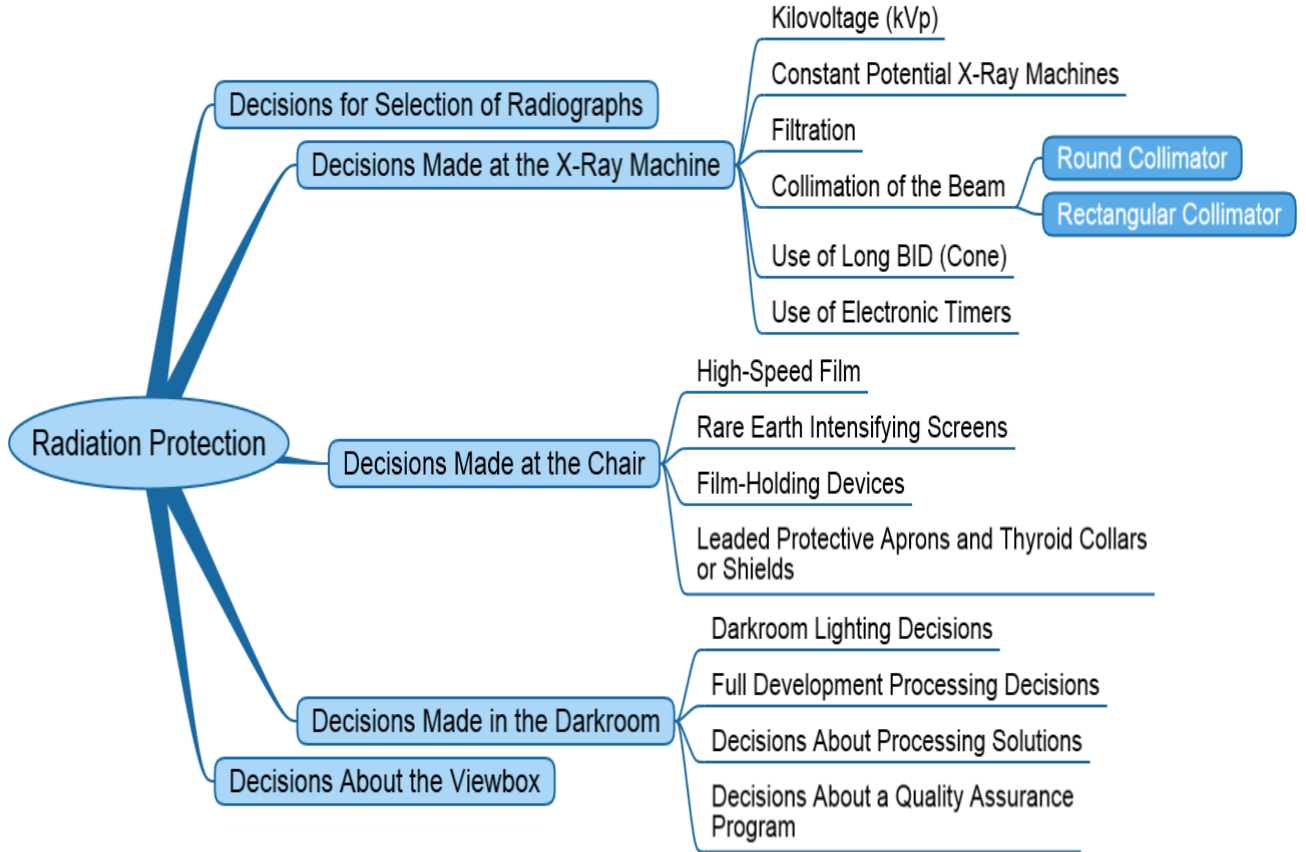 Radiation Protection
Decisions for Selection of Radiographs
Decisions Made at the X-Ray Machine
Kilovoltage (kVp)
Constant Potential X-Ray Machines
Filtration
Collimation of the Beam
Round Collimator
Rectangular Collimator
Use of Long BID (Cone)
Use of Electronic Timers
Decisions Made at the Chair
High-Speed Film
Rare Earth Intensifying Screens
Film-Holding Devices
Leaded Protective Aprons and Thyroid Collars
or Shields
Decisions Made in the Darkroom
Darkroom Lighting Decisions
Full Development Processing Decisions
Decisions About Processing Solutions
Decisions About a Quality Assurance
Program
Decisions About the Viewbox